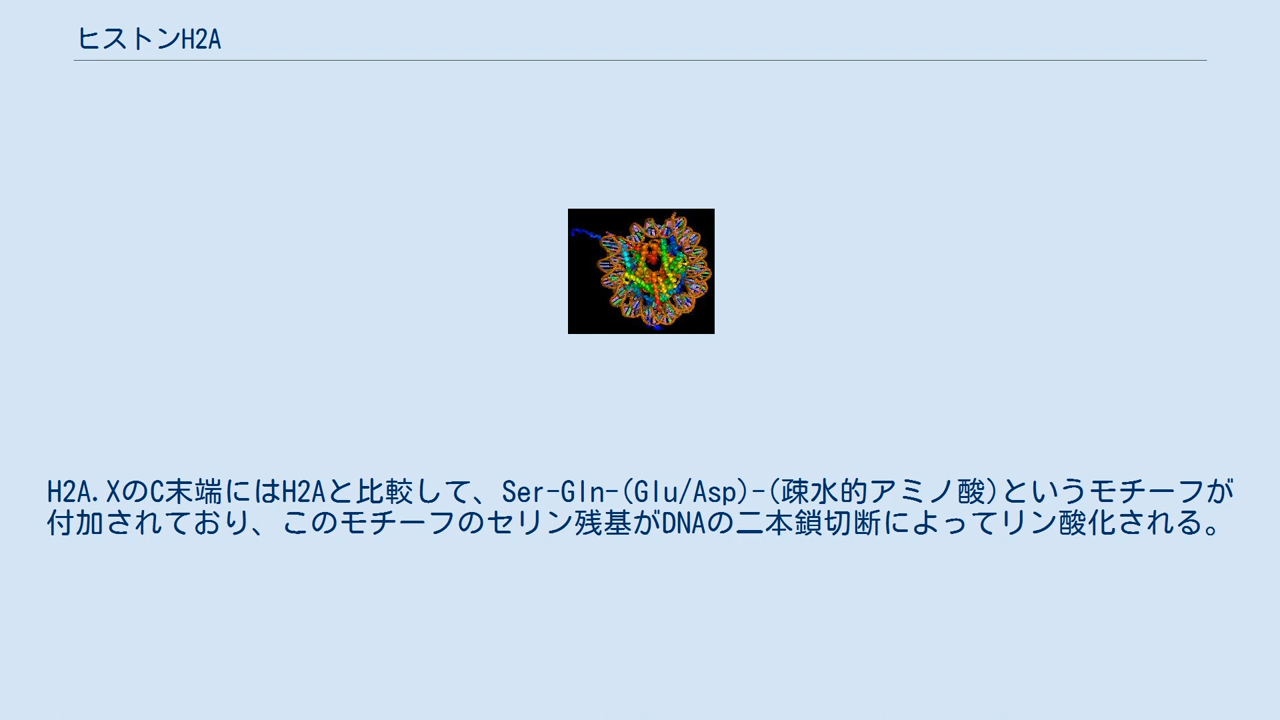 ヒストンH2A
H2A.XのC末端にはH2Aと比較して、Ser-Gln-(Glu/Asp)-(疎水的アミノ酸)というモチーフが
付加されており、このモチーフのセリン残基がDNAの二本鎖切断によってリン酸化される。